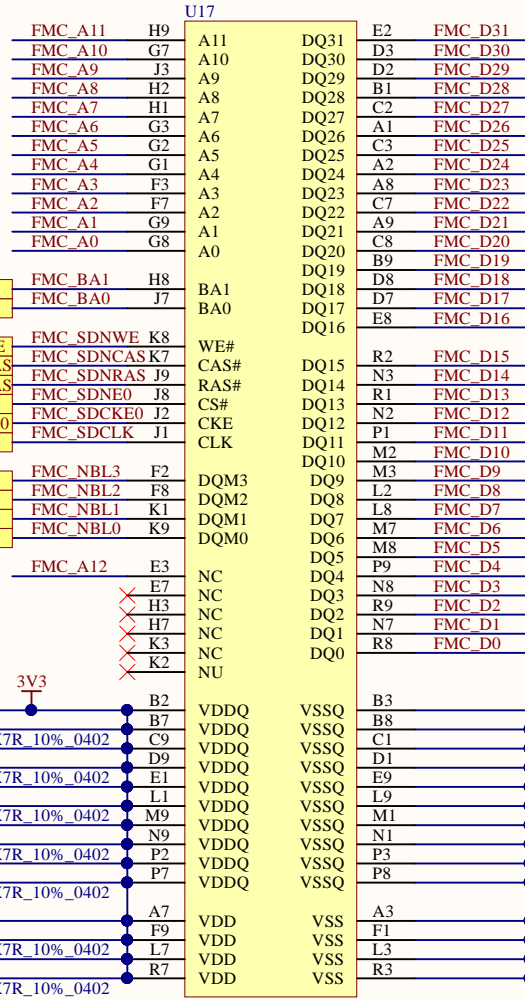 U17
FMC_A11 H9 A11 DQ31 E2 FMC_D31
FMC_A10 G7 A10 DQ30 D3 FMC_D30
FMC_A9 J3 A9 DQ29 D2 FMC_D29
FMC_A8 H2 A8 DQ28 B1 FMC_D28
FMC_A7 H1 A7 DQ27 C2 FMC_D27
FMC_A6 G3 A6 DQ26 A1 FMC_D26
FMC_A5 G2 A5 DQ25 C3 FMC_D25
FMC_A4 G1 A4 DQ24 A2 FMC_D24
FMC_A3 F3 A3 DQ23 A8 FMC_D23
FMC_A2 F7 A2 DQ22 C7 FMC_D22
FMC_A1 G9 A1 DQ21 A9 FMC_D21
FMC_A0 G8 A0 DQ20 C8 FMC_D20
DQ19 B9 FMC_D19
FMC_BA1 H8 BA1 DQ18 D8 FMC_D18
FMC_BA0 J7 BA0 DQ17 D7 FMC_D17
DQ16 E8 FMC_D16
E FMC_SDNWE K8 WE#
AS FMC_SDNCAS K7 CAS# DQ15 R2 FMC_D15
AS FMC_SDNRAS J9 RAS# DQ14 N3 FMC_D14
FMC_SDNE0 J8 CS# DQ13 R1 FMC_D13
0 FMC_SDCKE0 J2 CKE DQ12 N2 FMC_D12
FMC_SDCLK J1 CLK DQ11 P1 FMC_D11
DQ10 M2 FMC_D10
FMC_NBL3 F2 DQM3 DQ9 M3 FMC_D9
FMC_NBL2 F8 DQM2 DQ8 L2 FMC_D8
FMC_NBL1 K1 DQM1 DQ7 L8 FMC_D7
FMC_NBL0 K9 DQM0 DQ6 M7 FMC_D6
DQ5 M8 FMC_D5
FMC_A12 E3 NC DQ4 P9 FMC_D4
E7 NC DQ3 N8 FMC_D3
H3 NC DQ2 R9 FMC_D2
H7 NC DQ1 N7 FMC_D1
K3 NC DQ0 R8 FMC_D0
K2 NU
3V3
B2 VDDQ VSSQ B3
B7 VDDQ VSSQ B8
X7R_10%_0402 C9 VDDQ VSSQ C1
D9 VDDQ VSSQ D1
X7R_10%_0402 E1 VDDQ VSSQ E9
L1 VDDQ VSSQ L9
X7R_10%_0402 M9 VDDQ VSSQ M1
N9 VDDQ VSSQ N1
X7R_10%_0402 P2 VDDQ VSSQ P3
P7 VDDQ VSSQ P8
X7R_10%_0402
A7 VDD VSS A3
F9 VDD VSS F1
X7R_10%_0402 L7 VDD VSS L3
R7 VDD VSS R3
X7R_10%_0402